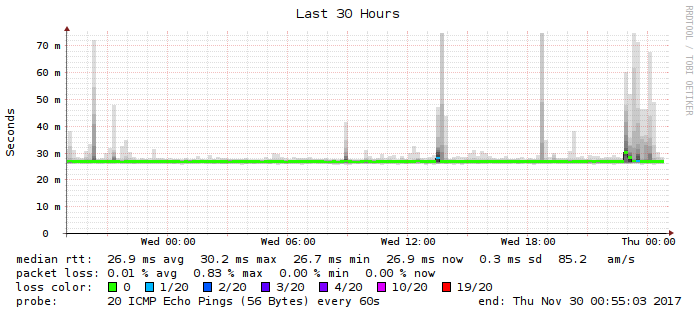 Last 30 Hours
RRDTOOL / TOBI OETIKER
Seconds
70 m
60 m
50 m
40 m
30 m
20 m
10 m
0
Wed 00:00 Wed 06:00 Wed 12:00 Wed 18:00 Thu 00:00
median rtt: 26.9 ms avg 30.2 ms max 26.7 ms min 26.9 ms now 0.3 ms sd 85.2 am/s
packet loss: 0.01 % avg 0.83 % max 0.00 % min 0.00 % now
loss color: 0 1/20 2/20 3/20 4/20 10/20 19/20
probe: 20 ICMP Echo Pings (56 Bytes) every 60s end: Thu Nov 30 00:55:03 2017